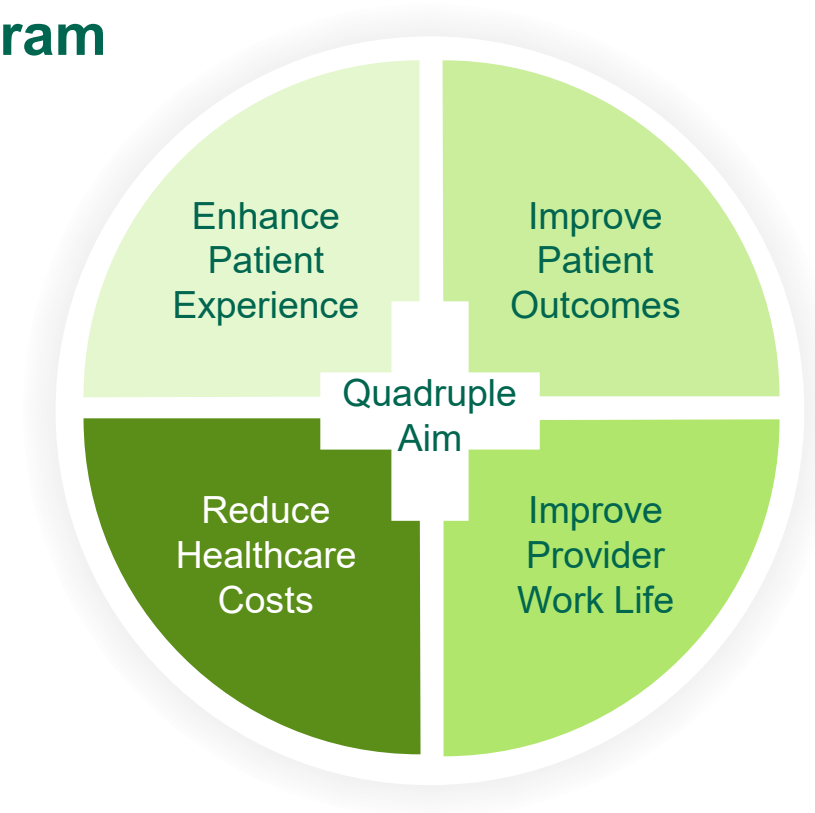 ram
Enhance
Patient
Experience
Improve
Patient
Outcomes
Quadruple
Aim
Reduce
Healthcare
Costs
Improve
Provider
Work Life